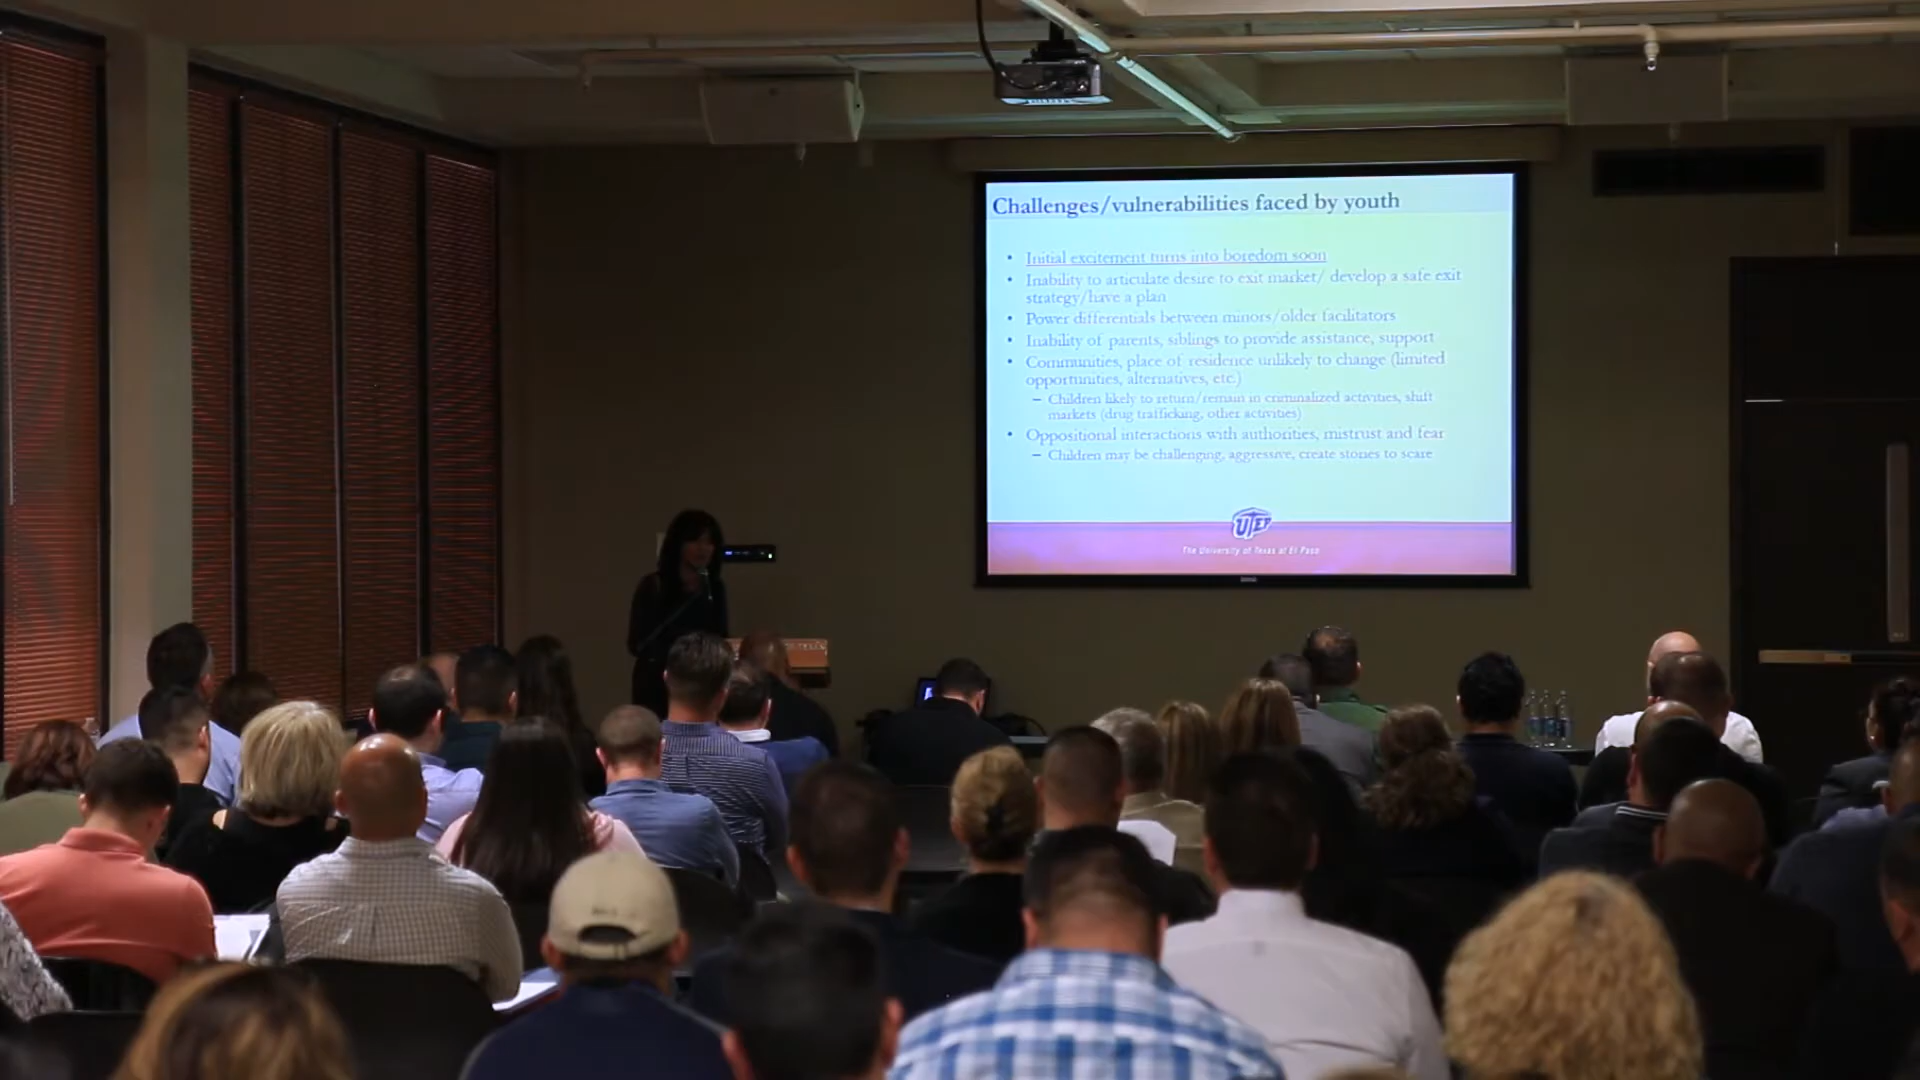 Challenges/vulnerabilities faced by youth
• Initial excitement turns into boredom soon
• Inability to articulate desire to exit market/ develop a safe exit
strategy/have a plan
• Power differentials between minors/older facilitators
• Inability of parents, siblings to provide assistance, support
• Communities, place of residence unlikely to change (limited
opportunities, alternatives, etc.)
– Children likely to return/remain in criminalized activities, shift
markets (drug trafficking, other activities)
• Oppositional interactions with authorities, mistrust and fear
– Children may be challenging, aggressive, create stories to scare
UTEP
The University of Texas at El Paso